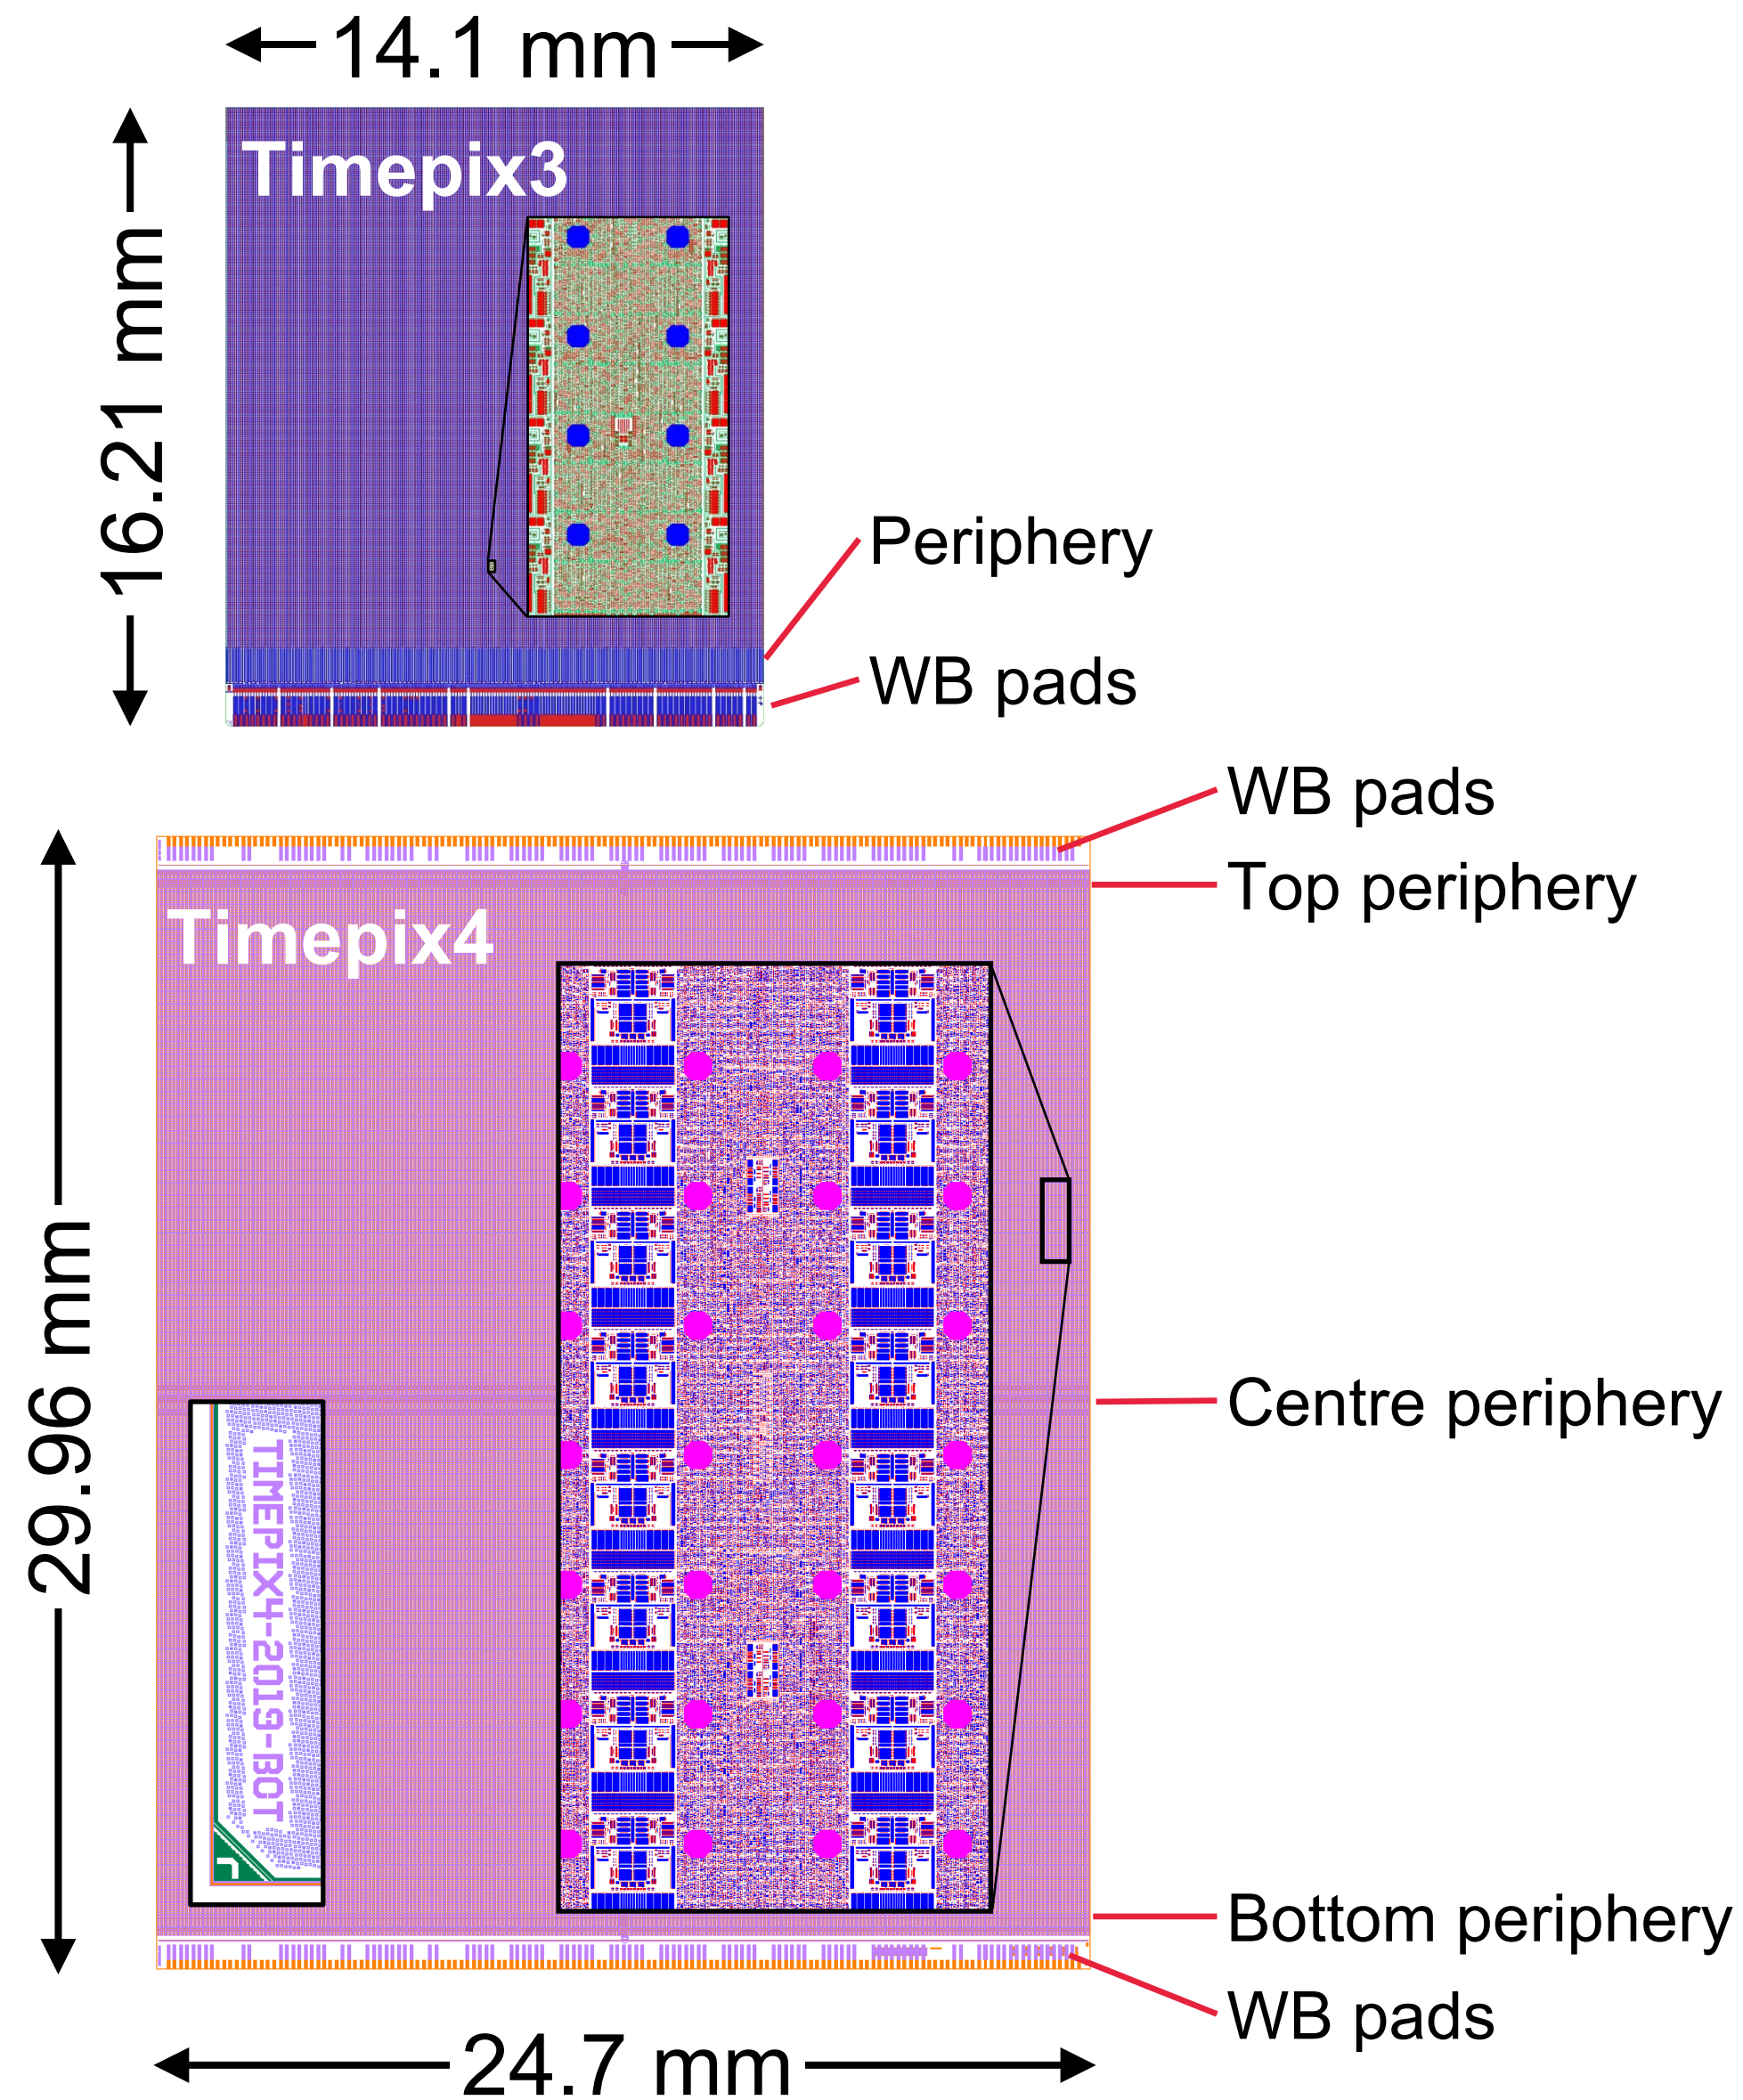 14.1 mm
Timepix3
16.21 mm
Periphery
WB pads
WB pads
Top periphery
Timepix4
29.96 mm
Centre periphery
TIMEPIX4-2019-BOT
Bottom periphery
WB pads
24.7 mm